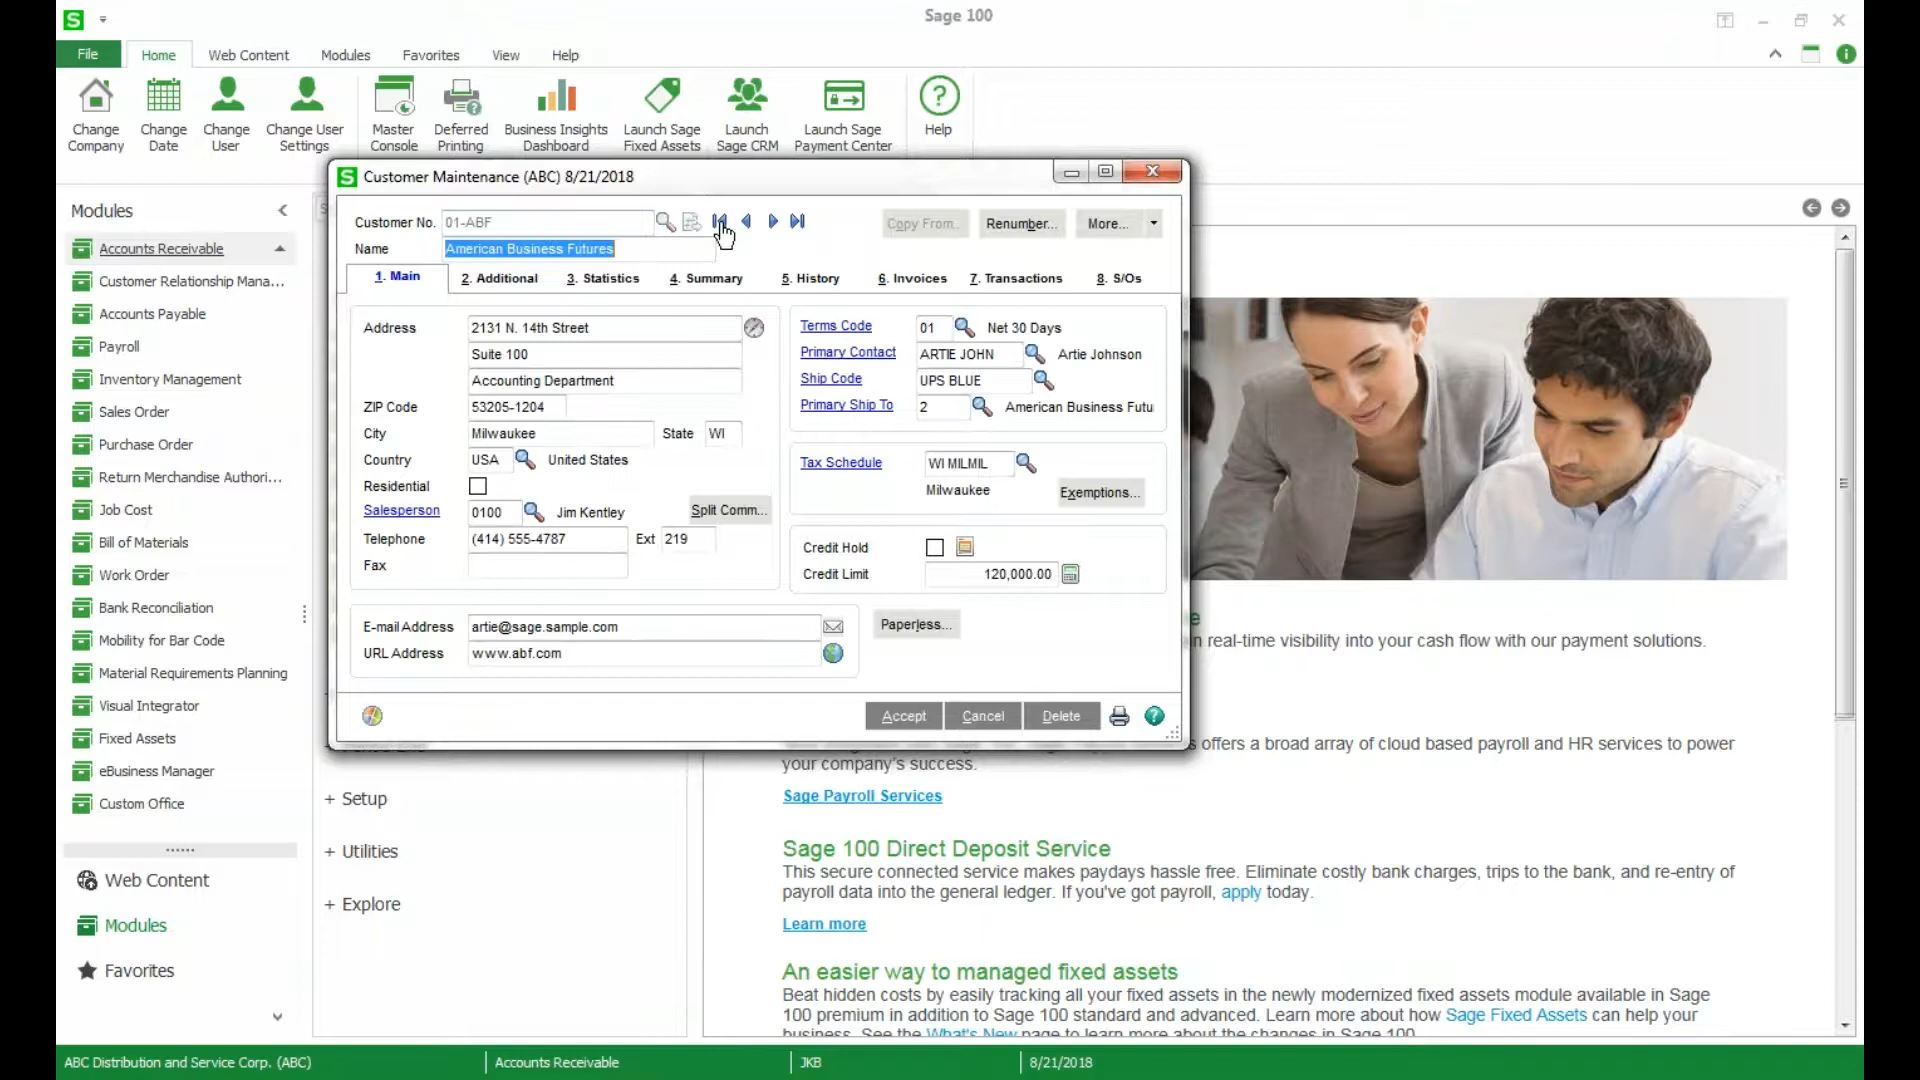 Sage 100
File
Home
Web Content
Modules
Favorites
View
Help
Change Company
Change Date
Change User
Change User Settings
Master Console
Deferred Printing
Business Insights Dashboard
Launch Sage Fixed Assets
Launch Sage CRM
Launch Sage Payment Center
Help
Modules
Accounts Receivable
Customer Relationship Mana...
Accounts Payable
Payroll
Inventory Management
Sales Order
Purchase Order
Return Merchandise Authori...
Job Cost
Bill of Materials
Work Order
Bank Reconciliation
Mobility for Bar Code
Material Requirements Planning
Visual Integrator
Fixed Assets
eBusiness Manager
Custom Office
Web Content
Modules
Favorites
Customer Maintenance (ABC) 8/21/2018
Customer No. 01-ABF
Copy From..
Renumber...
More...
Name American Business Futures
1. Main
2. Additional
3. Statistics
4. Summary
5. History
6. Invoices
7. Transactions
8. S/Os
Address 2131 N. 14th Street
Suite 100
Accounting Department
ZIP Code 53205-1204
City Milwaukee State WI
Country USA United States
Residential
Salesperson 0100 Jim Kentley Split Comm...
Telephone (414) 555-4787 Ext 219
Fax
E-mail Address artie@sage.sample.com
URL Address www.abf.com
Terms Code 01 Net 30 Days
Primary Contact ARTIE JOHN Artie Johnson
Ship Code UPS BLUE
Primary Ship To 2 American Business Futu
Tax Schedule WI MILMIL
Milwaukee Exemptions...
Credit Hold
Credit Limit 120,000.00
Paperless...
Accept
Cancel
Delete
+ Setup
+ Utilities
+ Explore
n real-time visibility into your cash flow with our payment solutions.
s offers a broad array of cloud based payroll and HR services to power
your company's success.
Sage Payroll Services
Sage 100 Direct Deposit Service
This secure connected service makes paydays hassle free. Eliminate costly bank charges, trips to the bank, and re-entry of
payroll data into the general ledger. If you've got payroll, apply today.
Learn more
An easier way to managed fixed assets
Beat hidden costs by easily tracking all your fixed assets in the newly modernized fixed assets module available in Sage
100 premium in addition to Sage 100 standard and advanced. Learn more about how Sage Fixed Assets can help your
business. See the What's New page to learn more about the changes in Sage 100.
ABC Distribution and Service Corp. (ABC)
Accounts Receivable
JKB
8/21/2018